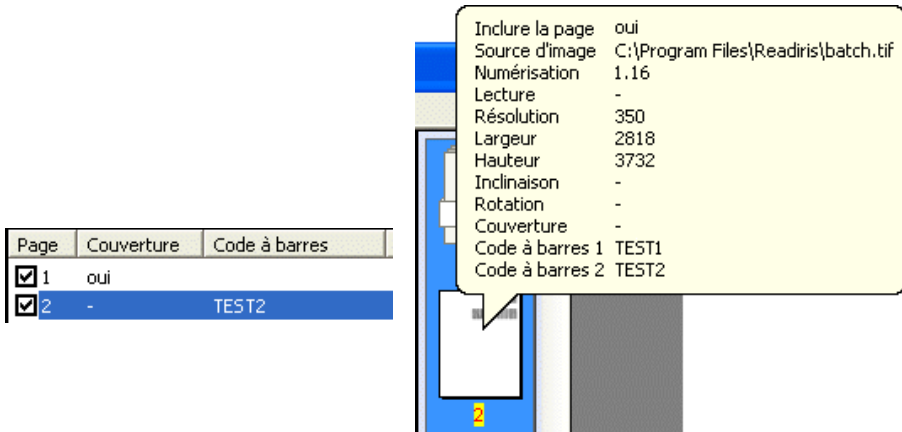 Page Couverture Code à barres
1 oui
2 - TEST2
Inclure la page oui
Source d'image C:\Program Files\Readiris\batch.tif
Numérisation 1.16
Lecture -
Résolution 350
Largeur 2818
Hauteur 3732
Inclinaison -
Rotation -
Couverture -
Code à barres 1 TEST1
Code à barres 2 TEST2
2